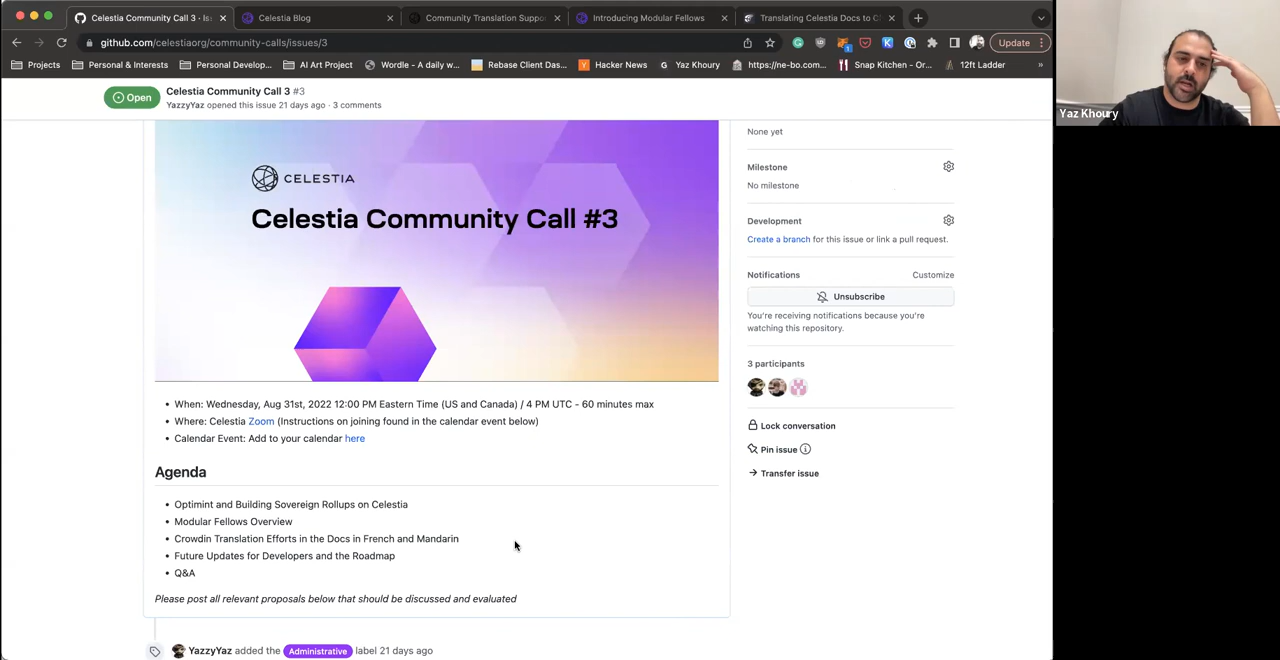 Celestia Community Call 3 · Is
Celestia Blog
Community Translation Suppor
Introducing Modular Fellows
Translating Celestia Docs to C
github.com/celestiaorg/community-calls/issues/3
Update
Projects
Personal & Interests
Personal Develop...
AI Art Project
Wordle - A daily w...
Rebase Client Das...
Hacker News
Yaz Khoury
https://ne-bo.com...
Snap Kitchen - Or...
12ft Ladder
»
Yaz Khoury
Open
Celestia Community Call 3 #3
YazzyYaz opened this issue 21 days ago · 3 comments
CELESTIA
Celestia Community Call #3
• When: Wednesday, Aug 31st, 2022 12:00 PM Eastern Time (US and Canada) / 4 PM UTC - 60 minutes max
• Where: Celestia Zoom (Instructions on joining found in the calendar event below)
• Calendar Event: Add to your calendar here
Agenda
• Optimint and Building Sovereign Rollups on Celestia
• Modular Fellows Overview
• Crowdin Translation Efforts in the Docs in French and Mandarin
• Future Updates for Developers and the Roadmap
• Q&A
Please post all relevant proposals below that should be discussed and evaluated
YazzyYaz added the Administrative label 21 days ago
None yet
Milestone
No milestone
Development
Create a branch for this issue or link a pull request.
Notifications
Customize
Unsubscribe
You're receiving notifications because you're
watching this repository.
3 participants
Lock conversation
Pin issue
Transfer issue